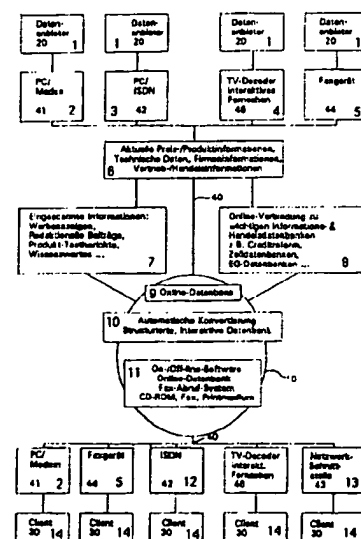 Daten-
anbieter
20 1
Daten-
anbieter
1 20
Daten-
anbieter
20 1
Daten-
anbieter
20 1
PC/
Modem
41 2
PC/
ISDN
3 42
TV-Decoder
interaktives
Fernsehen
46 4
Faxgerät
44 5
Aktuelle Preis-/Produktinformationen,
Technische Daten, Firmeninformationen,
Vertrieb-/Handelsinformationen
6
40
Eingescannte Informationen:
Werbeanzeigen,
Redaktionelle Beiträge,
Produkt-Testberichte,
Wissenswertes ...
7
Online-Verbindung zu
wichtigen Informations- &
Handelsdatenbanken
z.B. Creditreform,
Zolldatenbanken,
EG-Datenbanken ...
8
9 Online-Datenbank
10 Automatische Konvertierung
Strukturierte, Interaktive Datenbank
11 On-/Off-line-Software
Online-Datenbank
Fax-Abruf-System
CD-ROM, Fax, Printmedium
40
PC/
Modem
41 2
Faxgerät
44 5
ISDN
42 12
TV-Decoder
interakt.
Fernsehen
46
Netzwerk-
Schnitt-
stelle
43 13
Client
30 14
Client
30 14
Client
30 14
Client
30 14
Client
30 14